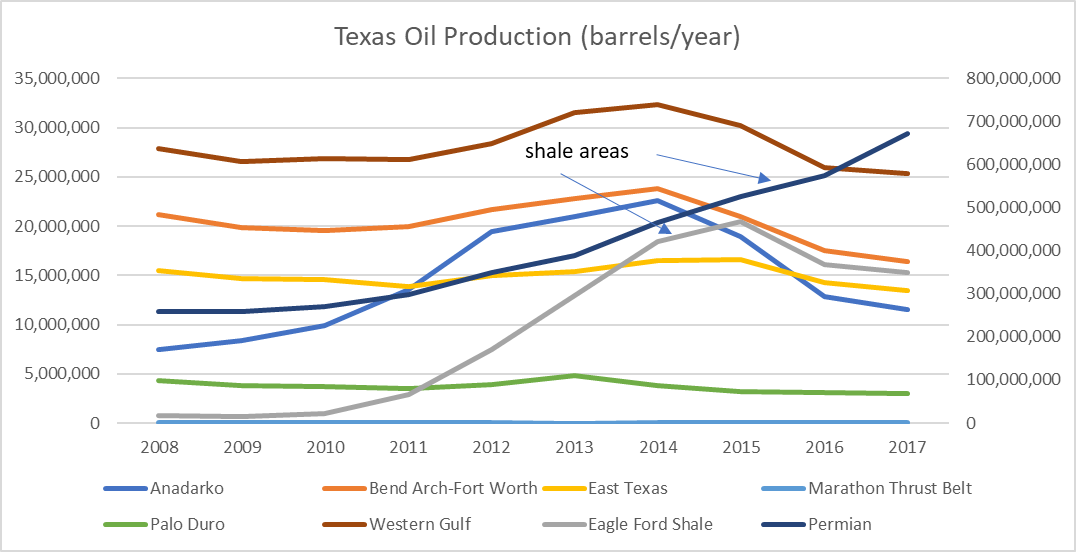 Texas Oil Production (barrels/year)
35,000,000 800,000,000
30,000,000 700,000,000
25,000,000 600,000,000
20,000,000 500,000,000
15,000,000 400,000,000
10,000,000 300,000,000
5,000,000 200,000,000
0 100,000,000
0
shale areas
2008 2009 2010 2011 2012 2013 2014 2015 2016 2017
Anadarko Bend Arch-Fort Worth East Texas Marathon Thrust Belt
Palo Duro Western Gulf Eagle Ford Shale Permian